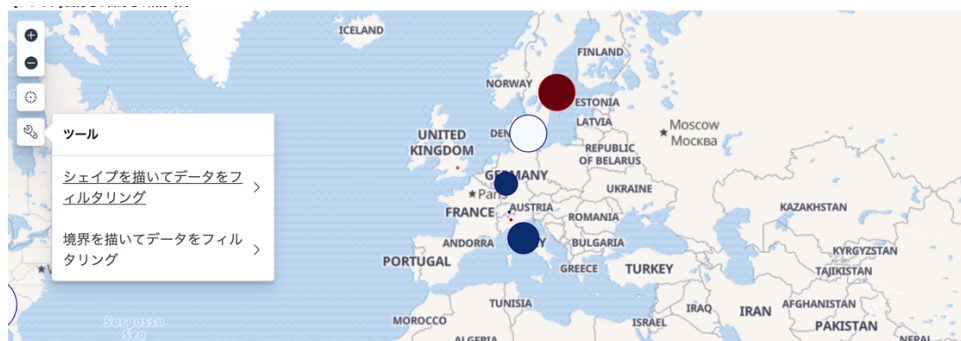 ICELAND
FINLAND
NORWAY
ESTONIA
LATVIA
Moscow
Москва
UNITED
KINGDOM
DEN
REPUBLIC
OF BELARUS
ツール
シェイプを描いてデータをフ
ィルタリング
GERMANY
UKRAINE
KAZAKHSTAN
FRANCE
AUSTRIA
ROMANIA
境界を描いてデータをフィル
タリング
ANDORRA
BULGARIA
KYRGYZSTAN
PORTUGAL
GREECE
TURKEY
TAJIKISTAN
TUNISIA
IRAQ
IRAN
AFGHANISTAN
MOROCCO
ISRAEL
PAKISTAN
Sargasso
Sea
ALGERIA
NEPAL